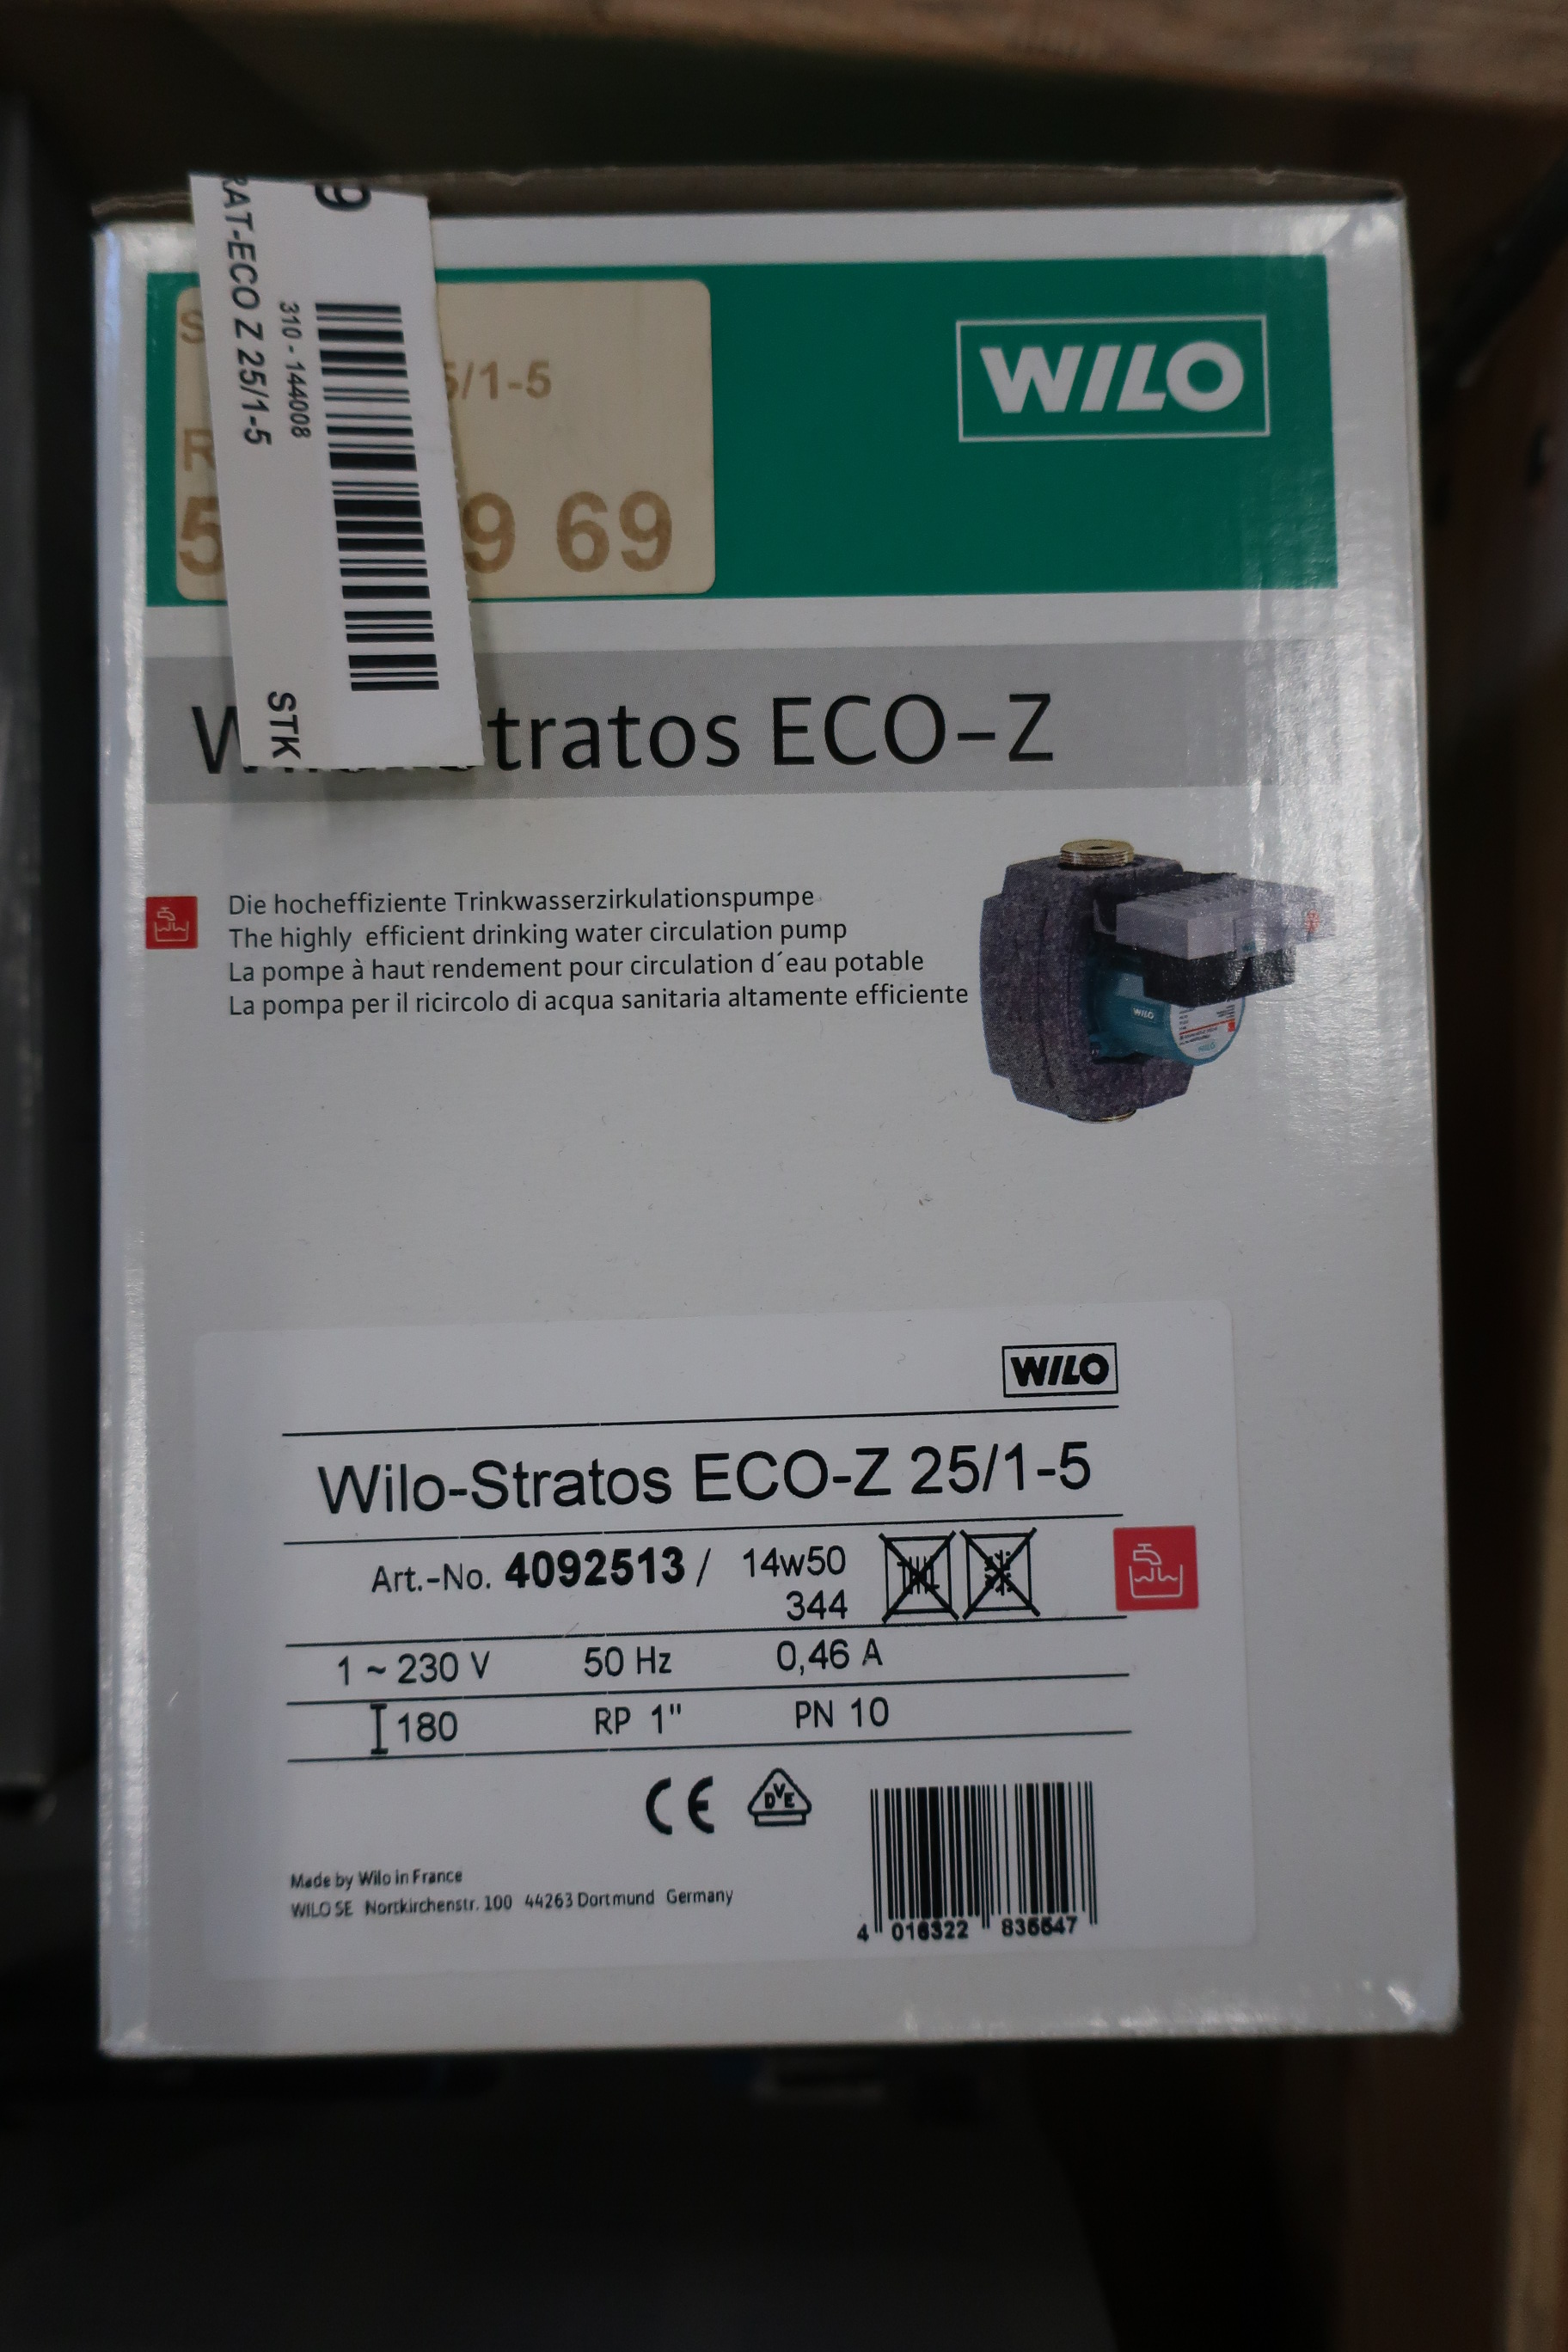 9
RAT-ECO Z 25/1-5
310 - 144008
STK
5/1-5
9 69
WILO
tratos ECO-Z
Die hocheffiziente Trinkwasserzirkulationspumpe
The highly efficient drinking water circulation pump
La pompe à haut rendement pour circulation d´eau potable
La pompa per il ricircolo di acqua sanitaria altamente efficiente
WILO
WILO
Wilo-Stratos ECO-Z 25/1-5
Art.-No. 4092513 / 14w50
344
1 ~ 230 V 50 Hz 0,46 A
180 RP 1" PN 10
CE DVE
Made by Wilo in France
WILO SE Nortkirchenstr. 100 44263 Dortmund Germany
4 016322 835547